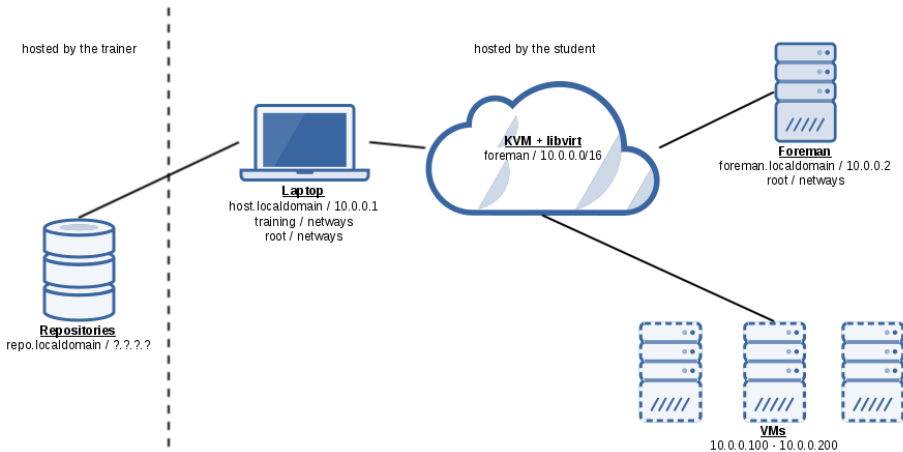 hosted by the trainer
hosted by the student
KVM + libvirt
foreman / 10.0.0.0/16
Foreman
foreman.localdomain / 10.0.0.2
root / netways
Laptop
host.localdomain / 10.0.0.1
training / netways
root / netways
Repositories
repo.localdomain / ?.?.?.?
VMs
10.0.0.100 - 10.0.0.200